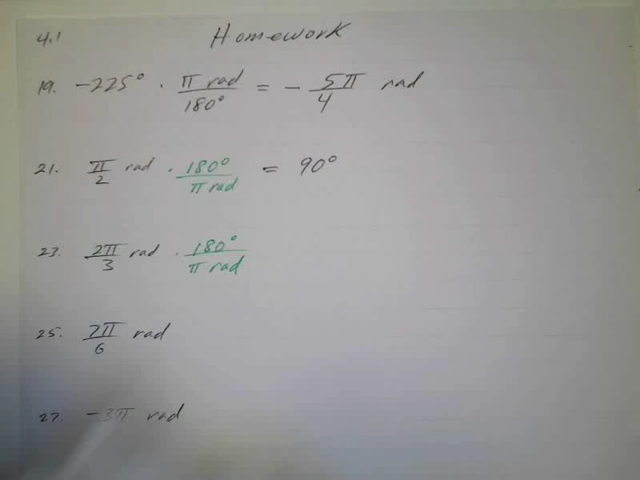 4.1 Homework
19. -225° · π rad / 180° = - 5π/4 rad
21. π/2 rad · 180° / π rad = 90°
23. 2π/3 rad · 180° / π rad
25. 7π/6 rad
27. -3π rad